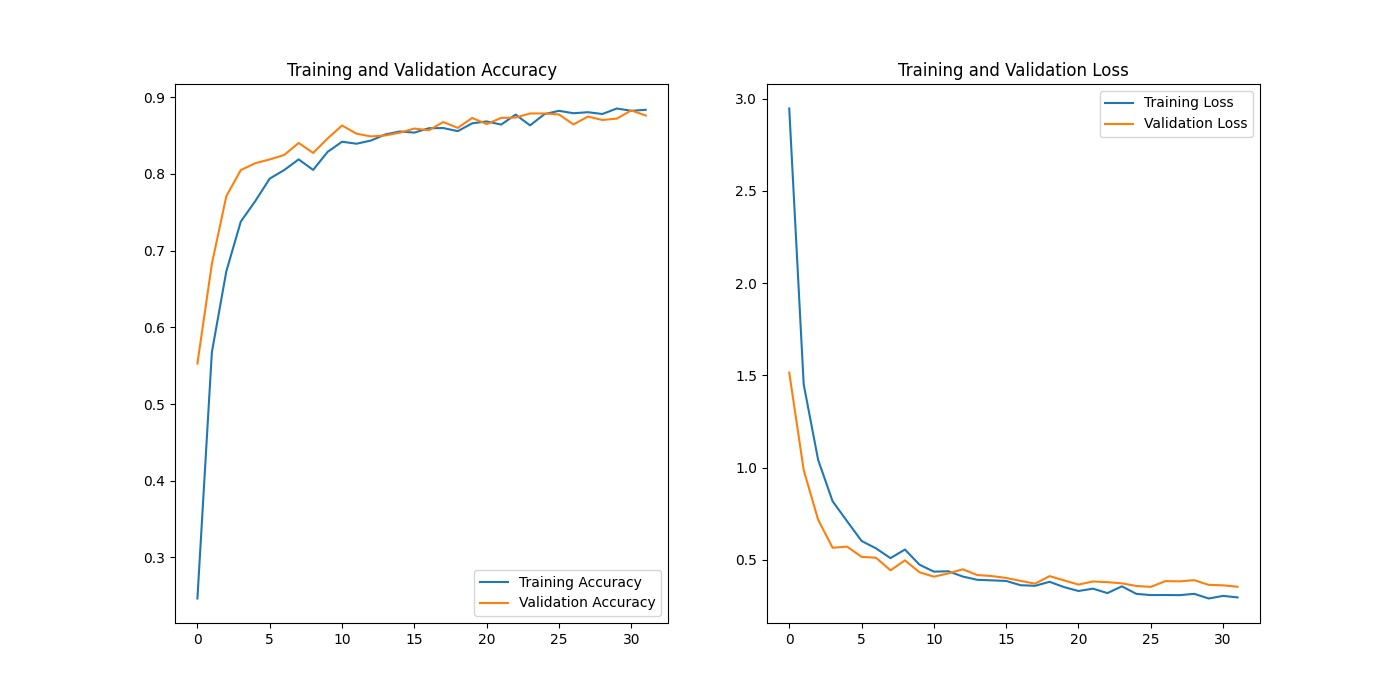 Training and Validation Accuracy
0.9
0.8
0.7
0.6
0.5
0.4
0.3
Training Accuracy
Validation Accuracy
0 5 10 15 20 25 30
Training and Validation Loss
3.0
2.5
2.0
1.5
1.0
0.5
Training Loss
Validation Loss
0 5 10 15 20 25 30